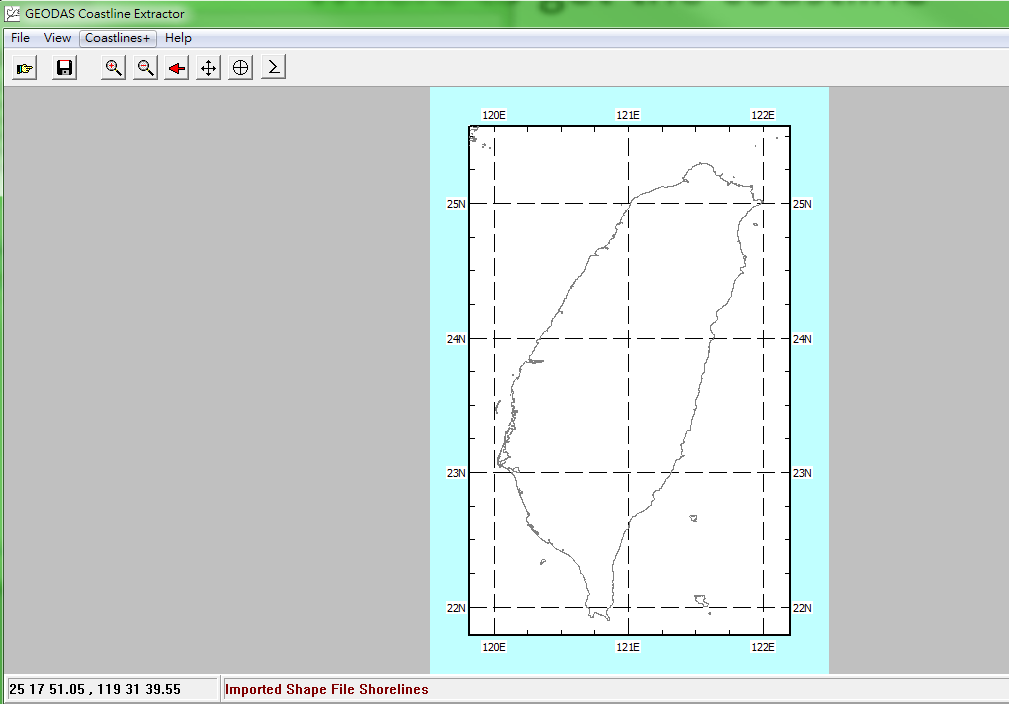 GEODAS Coastline Extractor
File View Coastlines+ Help
120E 121E 122E
25N 25N
24N 24N
23N 23N
22N 22N
120E 121E 122E
25 17 51.05 , 119 31 39.55 Imported Shape File Shorelines